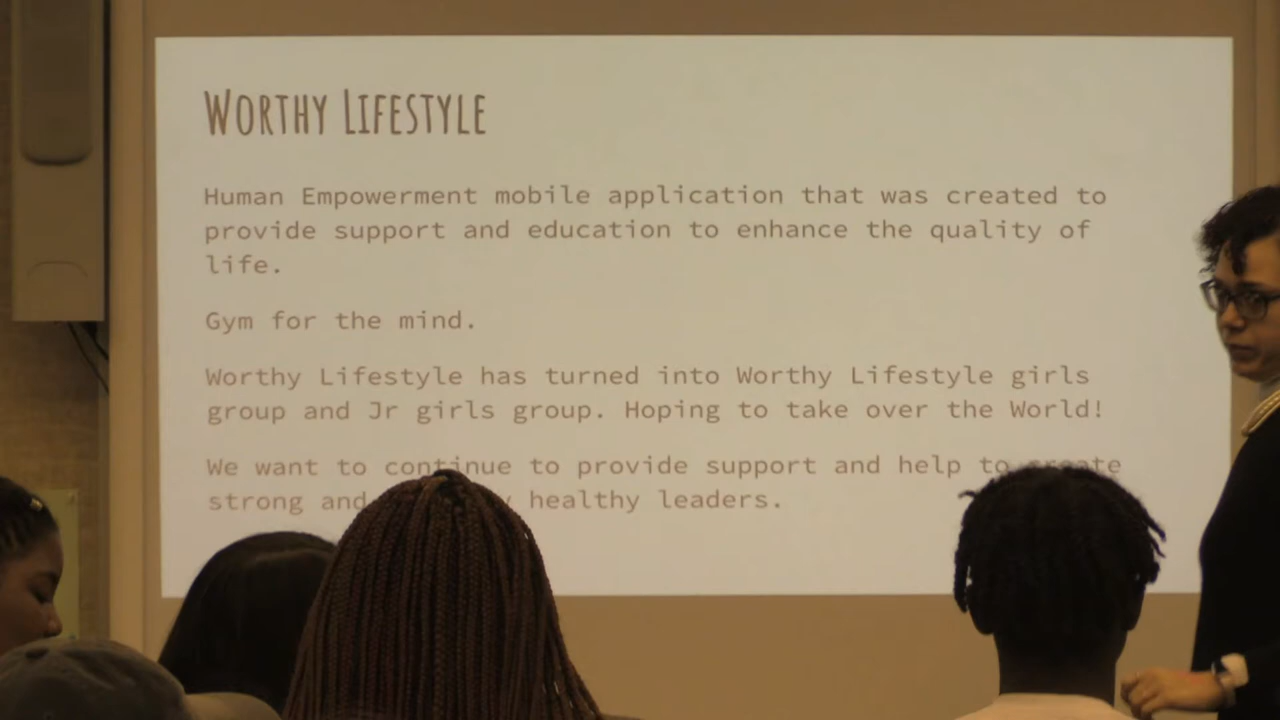 WORTHY LIFESTYLE
Human Empowerment mobile application that was created to
provide support and education to enhance the quality of
life.
Gym for the mind.
Worthy Lifestyle has turned into Worthy Lifestyle girls
group and Jr girls group. Hoping to take over the World!
We want to continue to provide support and help to create
strong and healthy leaders.